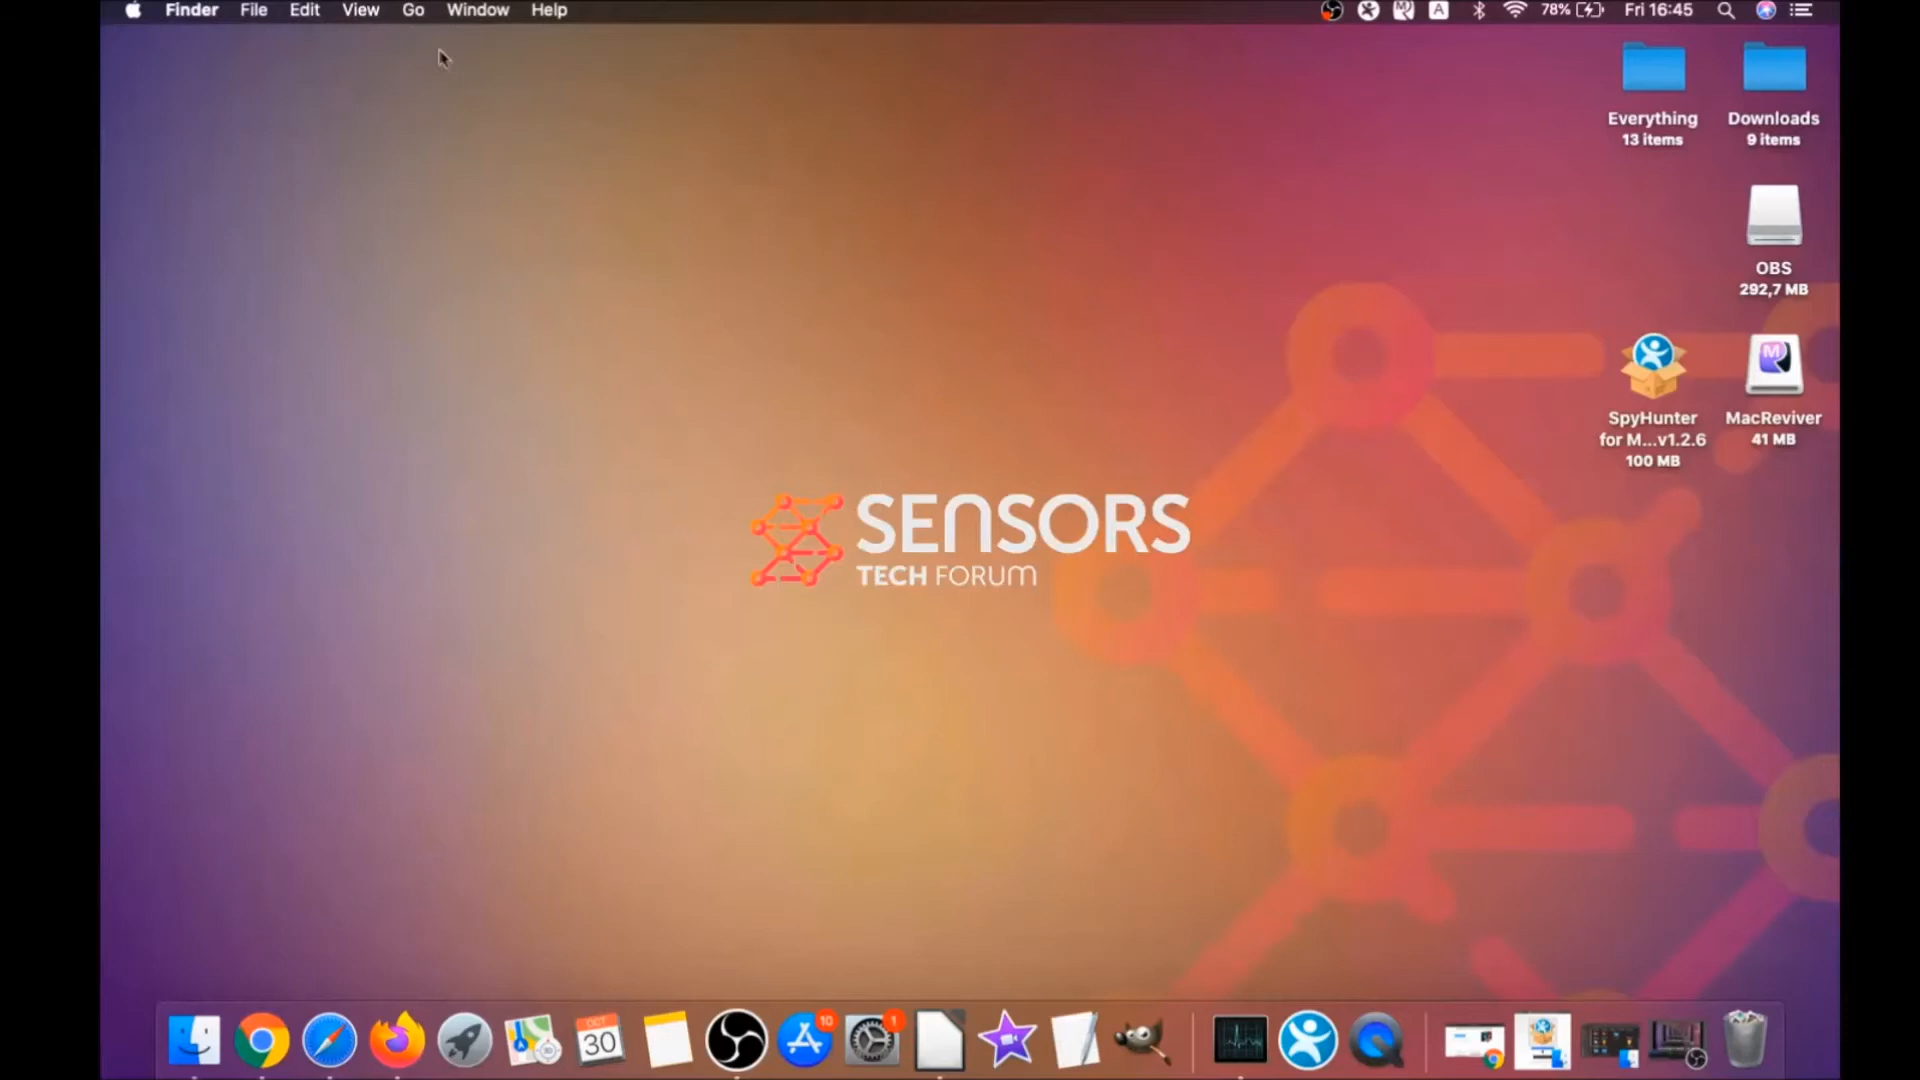 Finder File Edit View Go Window Help
A 78% Fri 16:45
Everything
13 items
Downloads
9 items
OBS
292,7 MB
SpyHunter
for M...v1.2.6
100 MB
M
MacReviver
41 MB
SENSORS
TECH FORUM
OCT
30
10
1